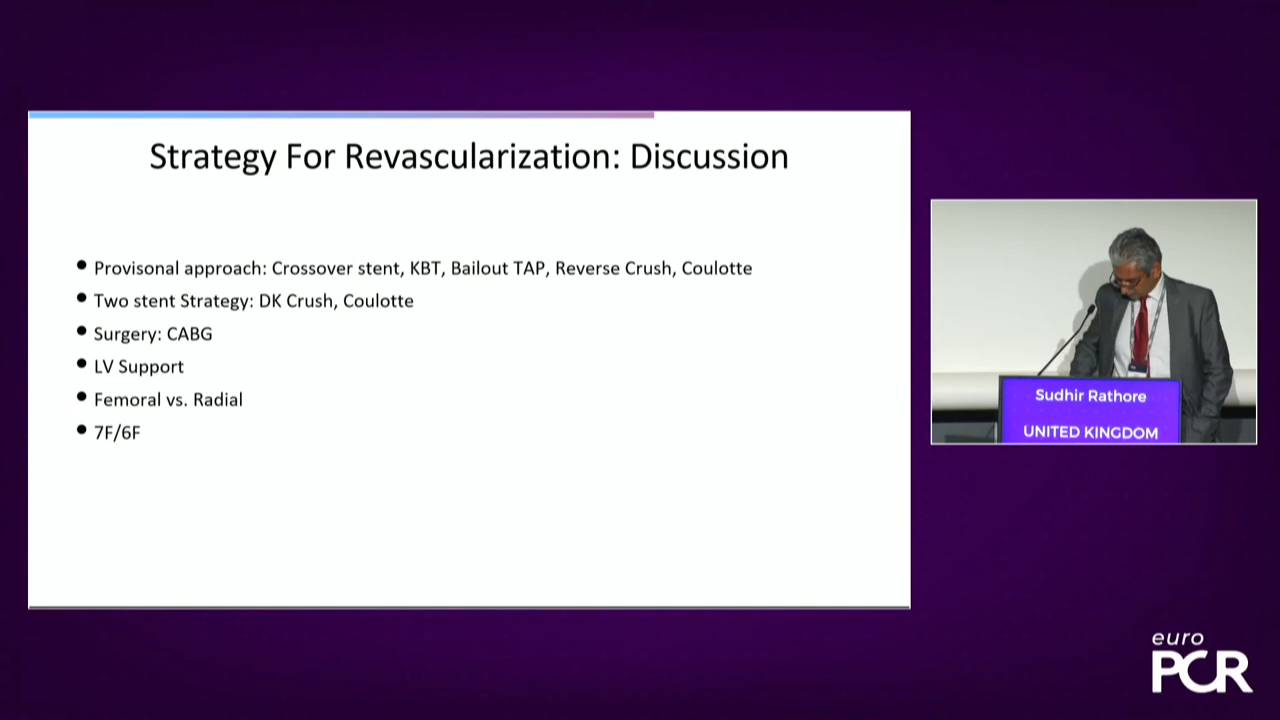 Strategy For Revascularization: Discussion
Provisonal approach: Crossover stent, KBT, Bailout TAP, Reverse Crush, Coulotte
Two stent Strategy: DK Crush, Coulotte
Surgery: CABG
LV Support
Femoral vs. Radial
7F/6F
Sudhir Rathore
UNITED KINGDOM
euro
PCR